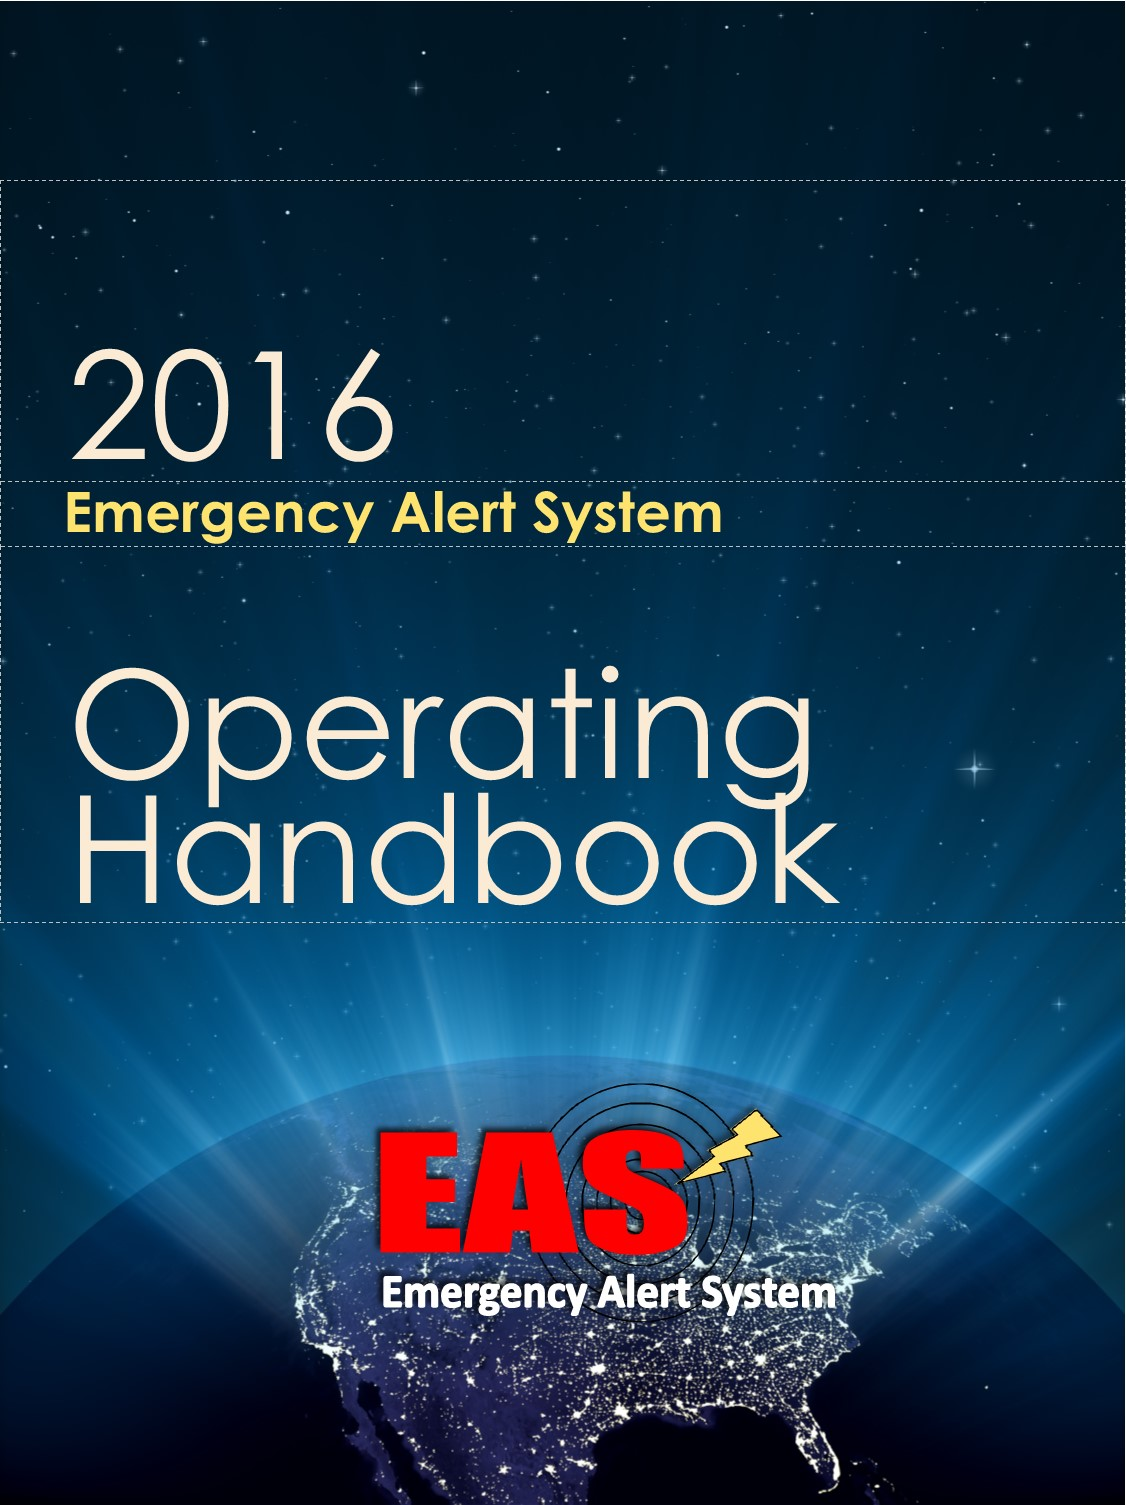 2016
Emergency Alert System
Operating
Handbook
EAS
Emergency Alert System